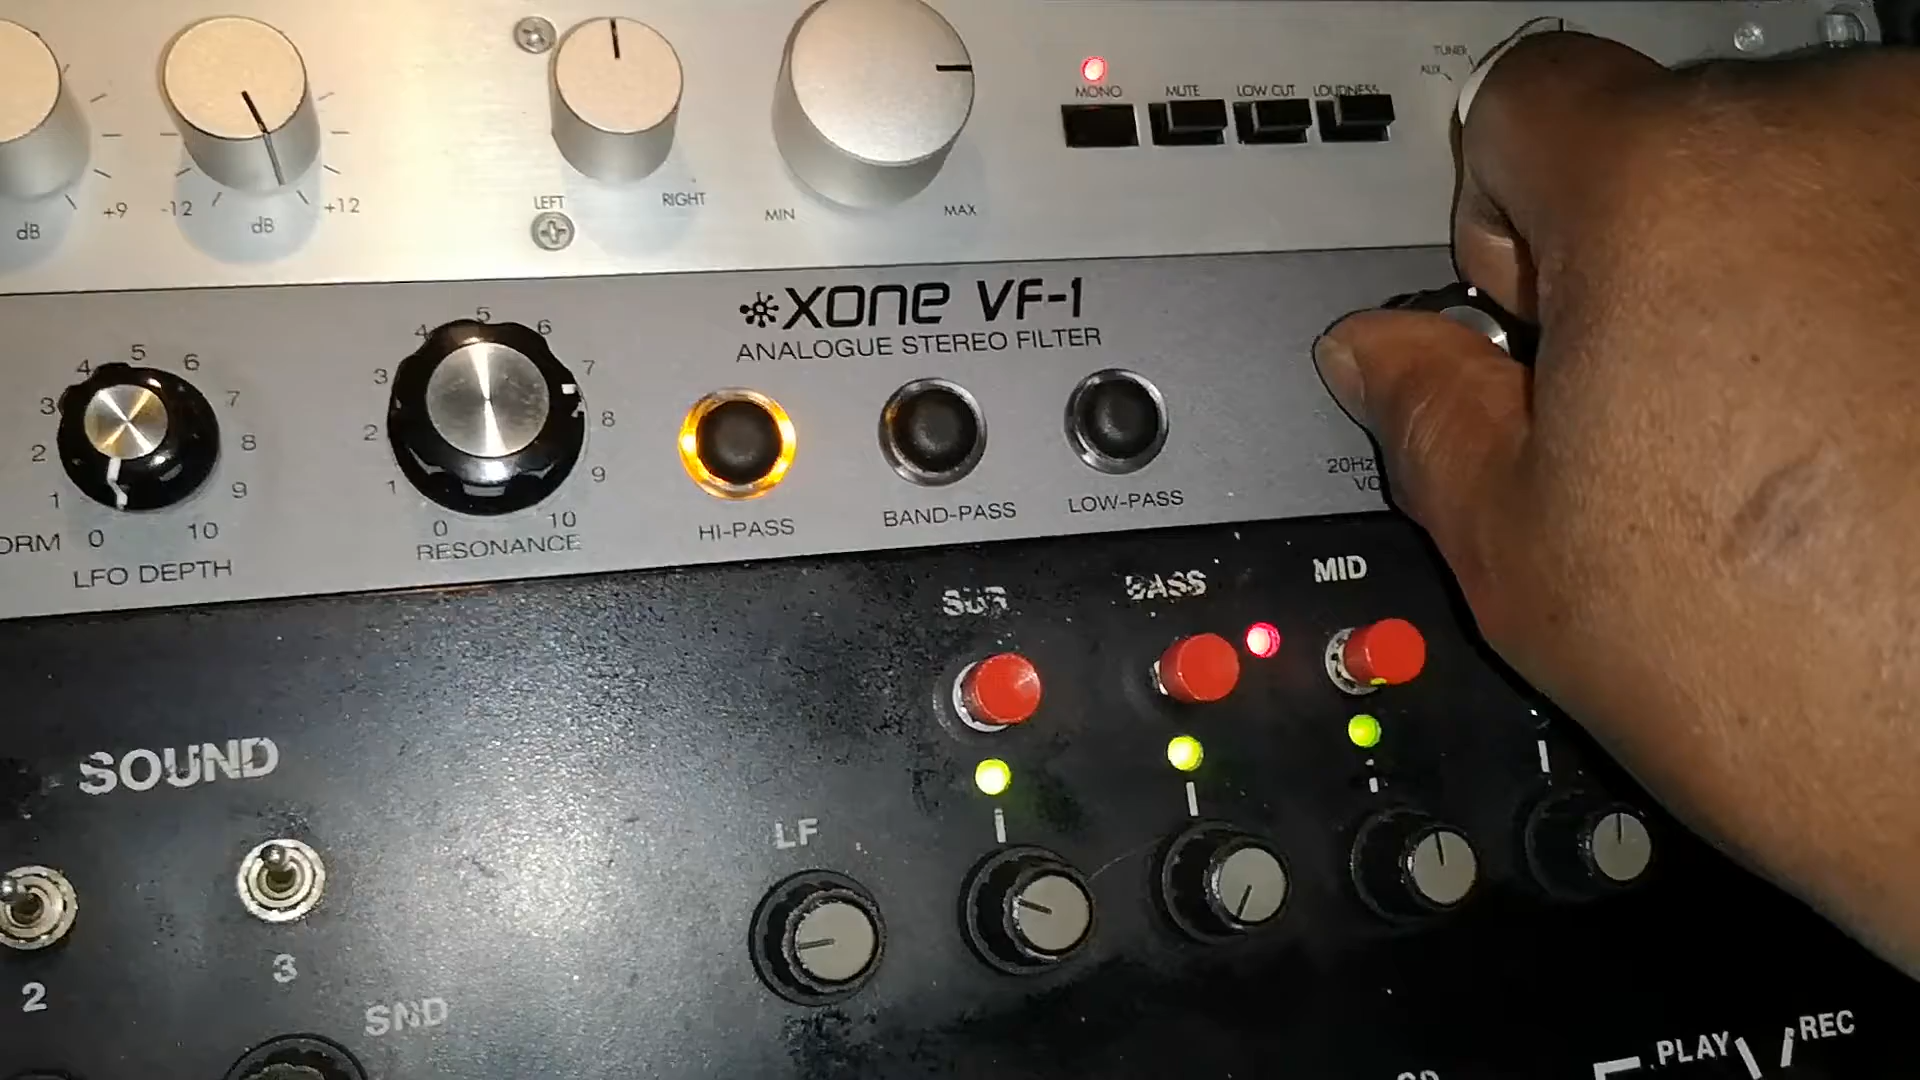 TUNER
AUX
MONO MUTE LOW CUT LOUDNESS
+9 -12 +12
dB dB
LEFT RIGHT
MIN MAX
XONE VF-1
ANALOGUE STEREO FILTER
0 1 2 3 4 5 6 7 8 9 10
LFO DEPTH
0 1 2 3 4 5 6 7 8 9 10
RESONANCE
HI-PASS BAND-PASS LOW-PASS
20Hz
SUB BASS MID
SOUND
LF
2 3
SND
PLAY REC